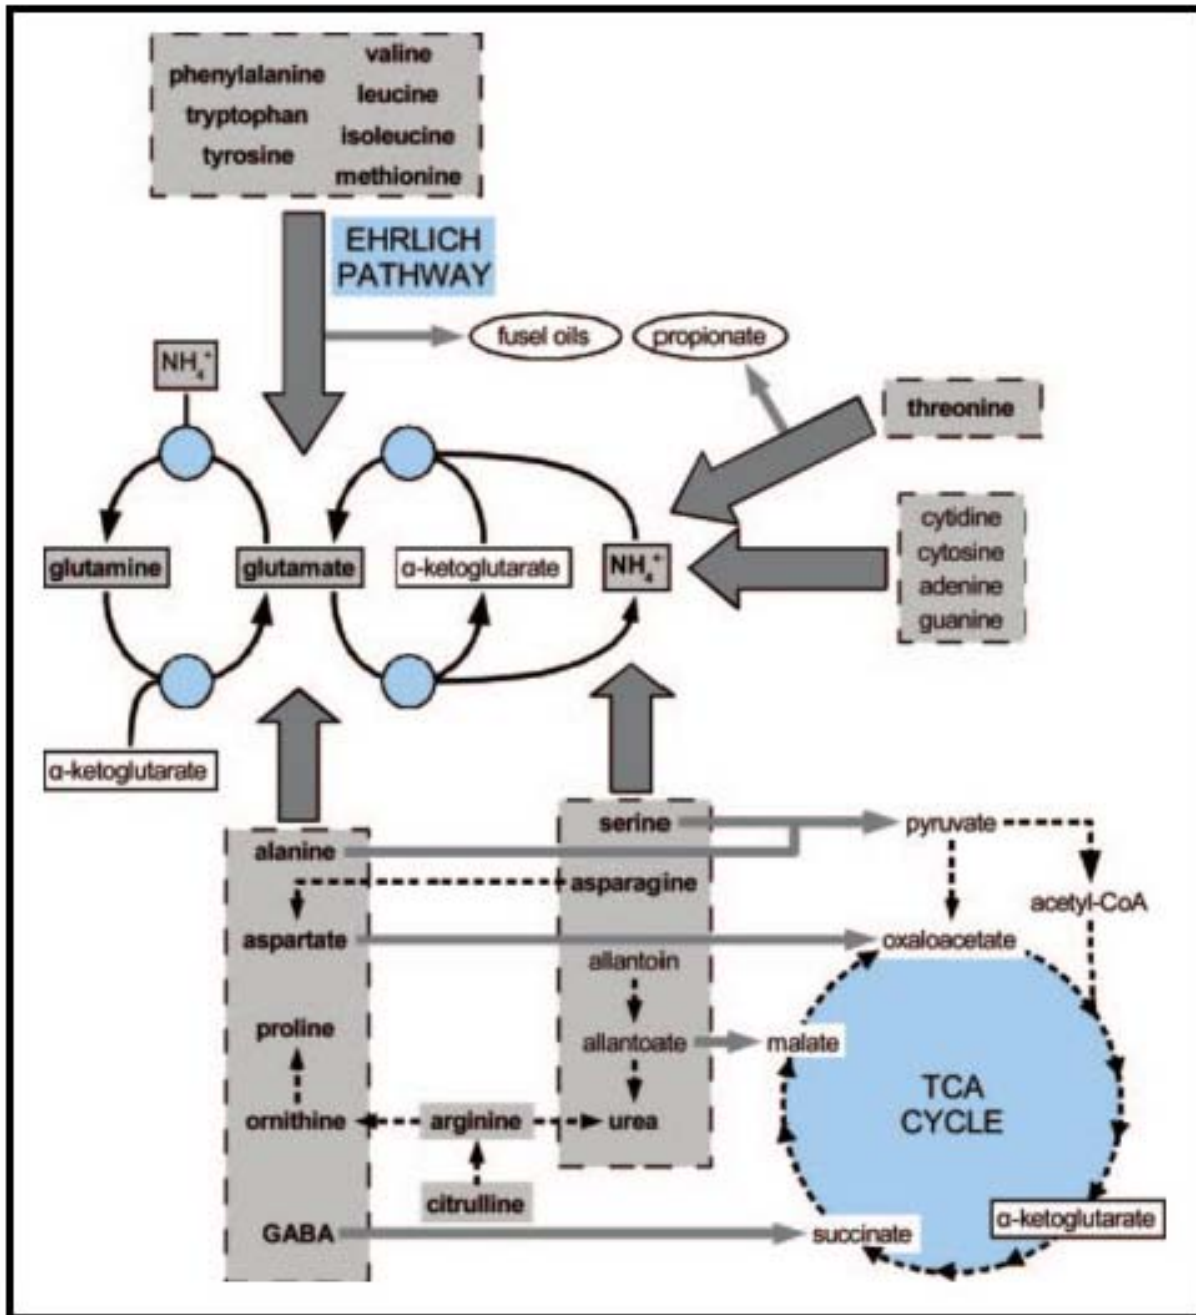 valine
phenylalanine
leucine
tryptophan
isoleucine
tyrosine
methionine
EHRLICH
PATHWAY
fusel oils
propionate
NH4+
threonine
cytidine
cytosine
adenine
guanine
glutamine
glutamate
α-ketoglutarate
NH4+
α-ketoglutarate
serine
pyruvate
alanine
asparagine
acetyl-CoA
aspartate
oxaloacetate
allantoin
proline
allantoate
malate
TCA
CYCLE
ornithine
arginine
urea
citrulline
α-ketoglutarate
GABA
succinate